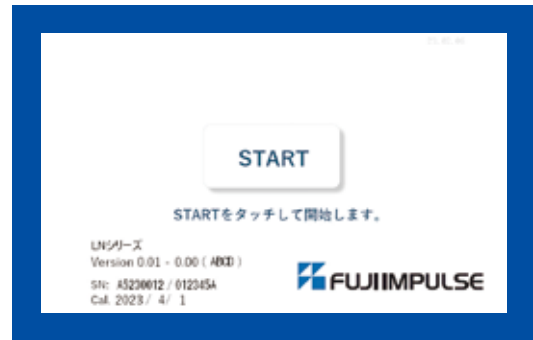 START
STARTをタッチして開始します。
LNシリーズ
Version 0.01 - 0.00 ( ABCD )
SN: A5230012 / 012345A
Cal. 2023 / 4 / 1
FUJIIMPULSE